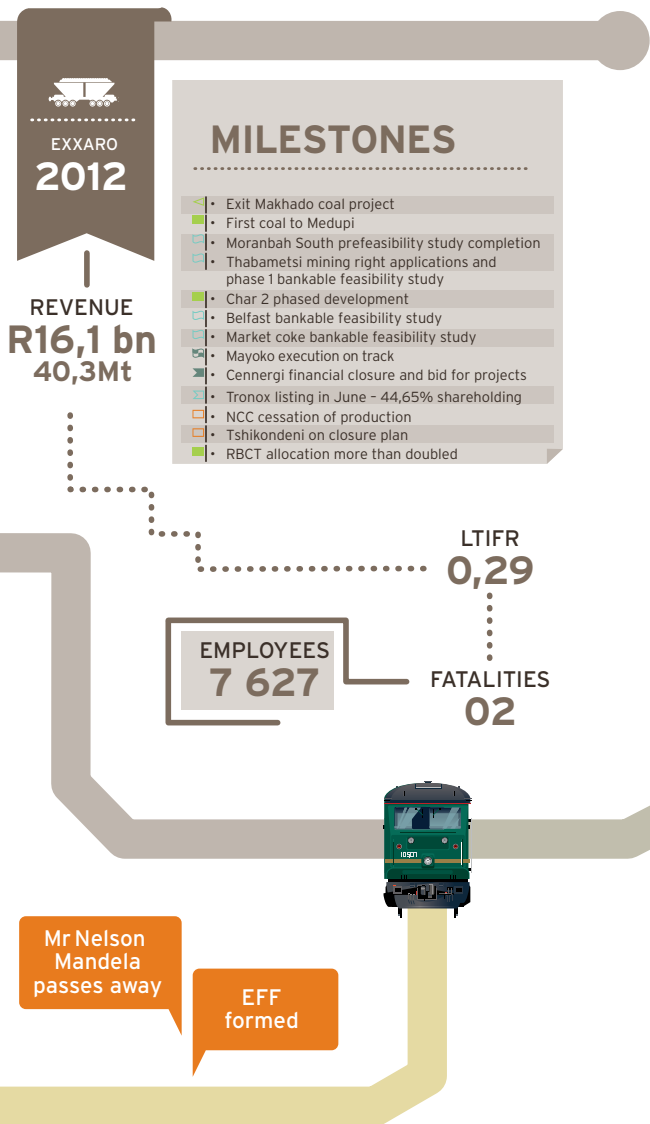 EXXARO
2012
MILESTONES
• Exit Makhado coal project
• First coal to Medupi
• Moranbah South prefeasibility study completion
• Thabametsi mining right applications and
phase 1 bankable feasibility study
• Char 2 phased development
• Belfast bankable feasibility study
• Market coke bankable feasibility study
• Mayoko execution on track
• Cennergi financial closure and bid for projects
• Tronox listing in June – 44,65% shareholding
• NCC cessation of production
• Tshikondeni on closure plan
• RBCT allocation more than doubled
REVENUE
R16,1 bn
40,3Mt
LTIFR
0,29
EMPLOYEES
7 627
FATALITIES
02
Mr Nelson
Mandela
passes away
EFF
formed